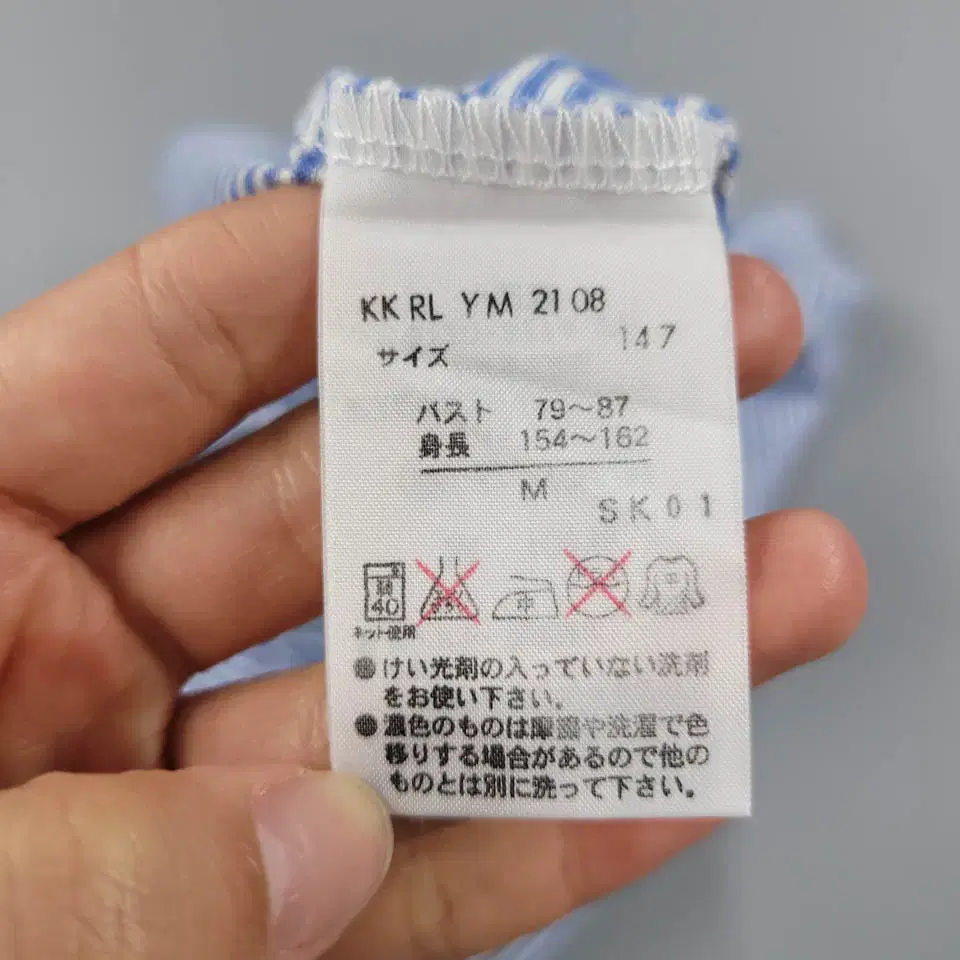 KK RL YM 21 08
147
サイズ
バスト 79～87
身長 154～162
M
SK01
弱
40
ネット使用
中
●けい光剤の入っていない洗剤
をお使い下さい。
●濃色のものは摩擦や洗濯で色
移りする場合があるので他の
ものとは別に洗って下さい。